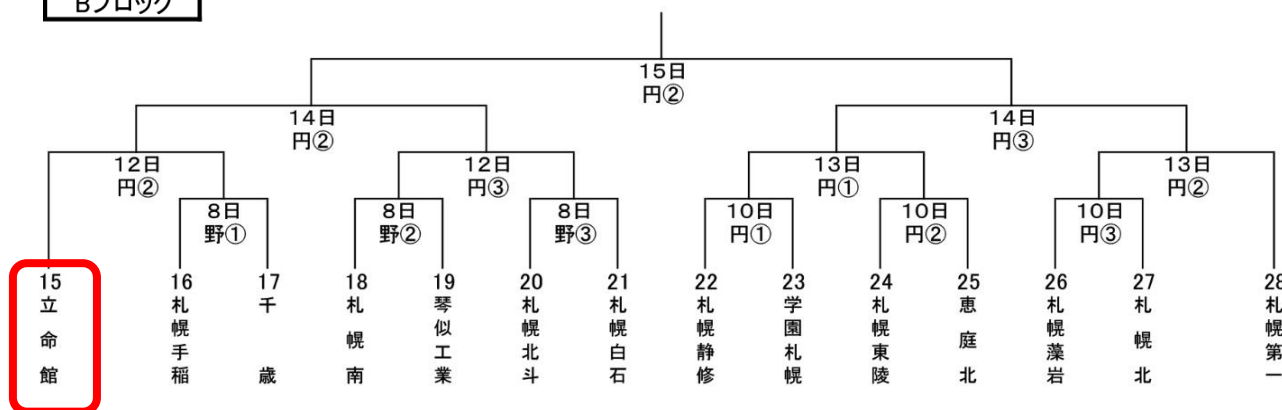 Bブロック
15日
円②
14日
円②
14日
円③
12日
円②
12日
円③
13日
円①
13日
円②
8日
野①
8日
野②
8日
野③
10日
円①
10日
円②
10日
円③
15
立命館
16
札幌手稲
17
千歳
18
札幌南
19
琴似工業
20
札幌北斗
21
札幌白石
22
札幌静修
23
学園札幌
24
札幌東陵
25
恵庭北
26
札幌藻岩
27
札幌北
28
札幌第一